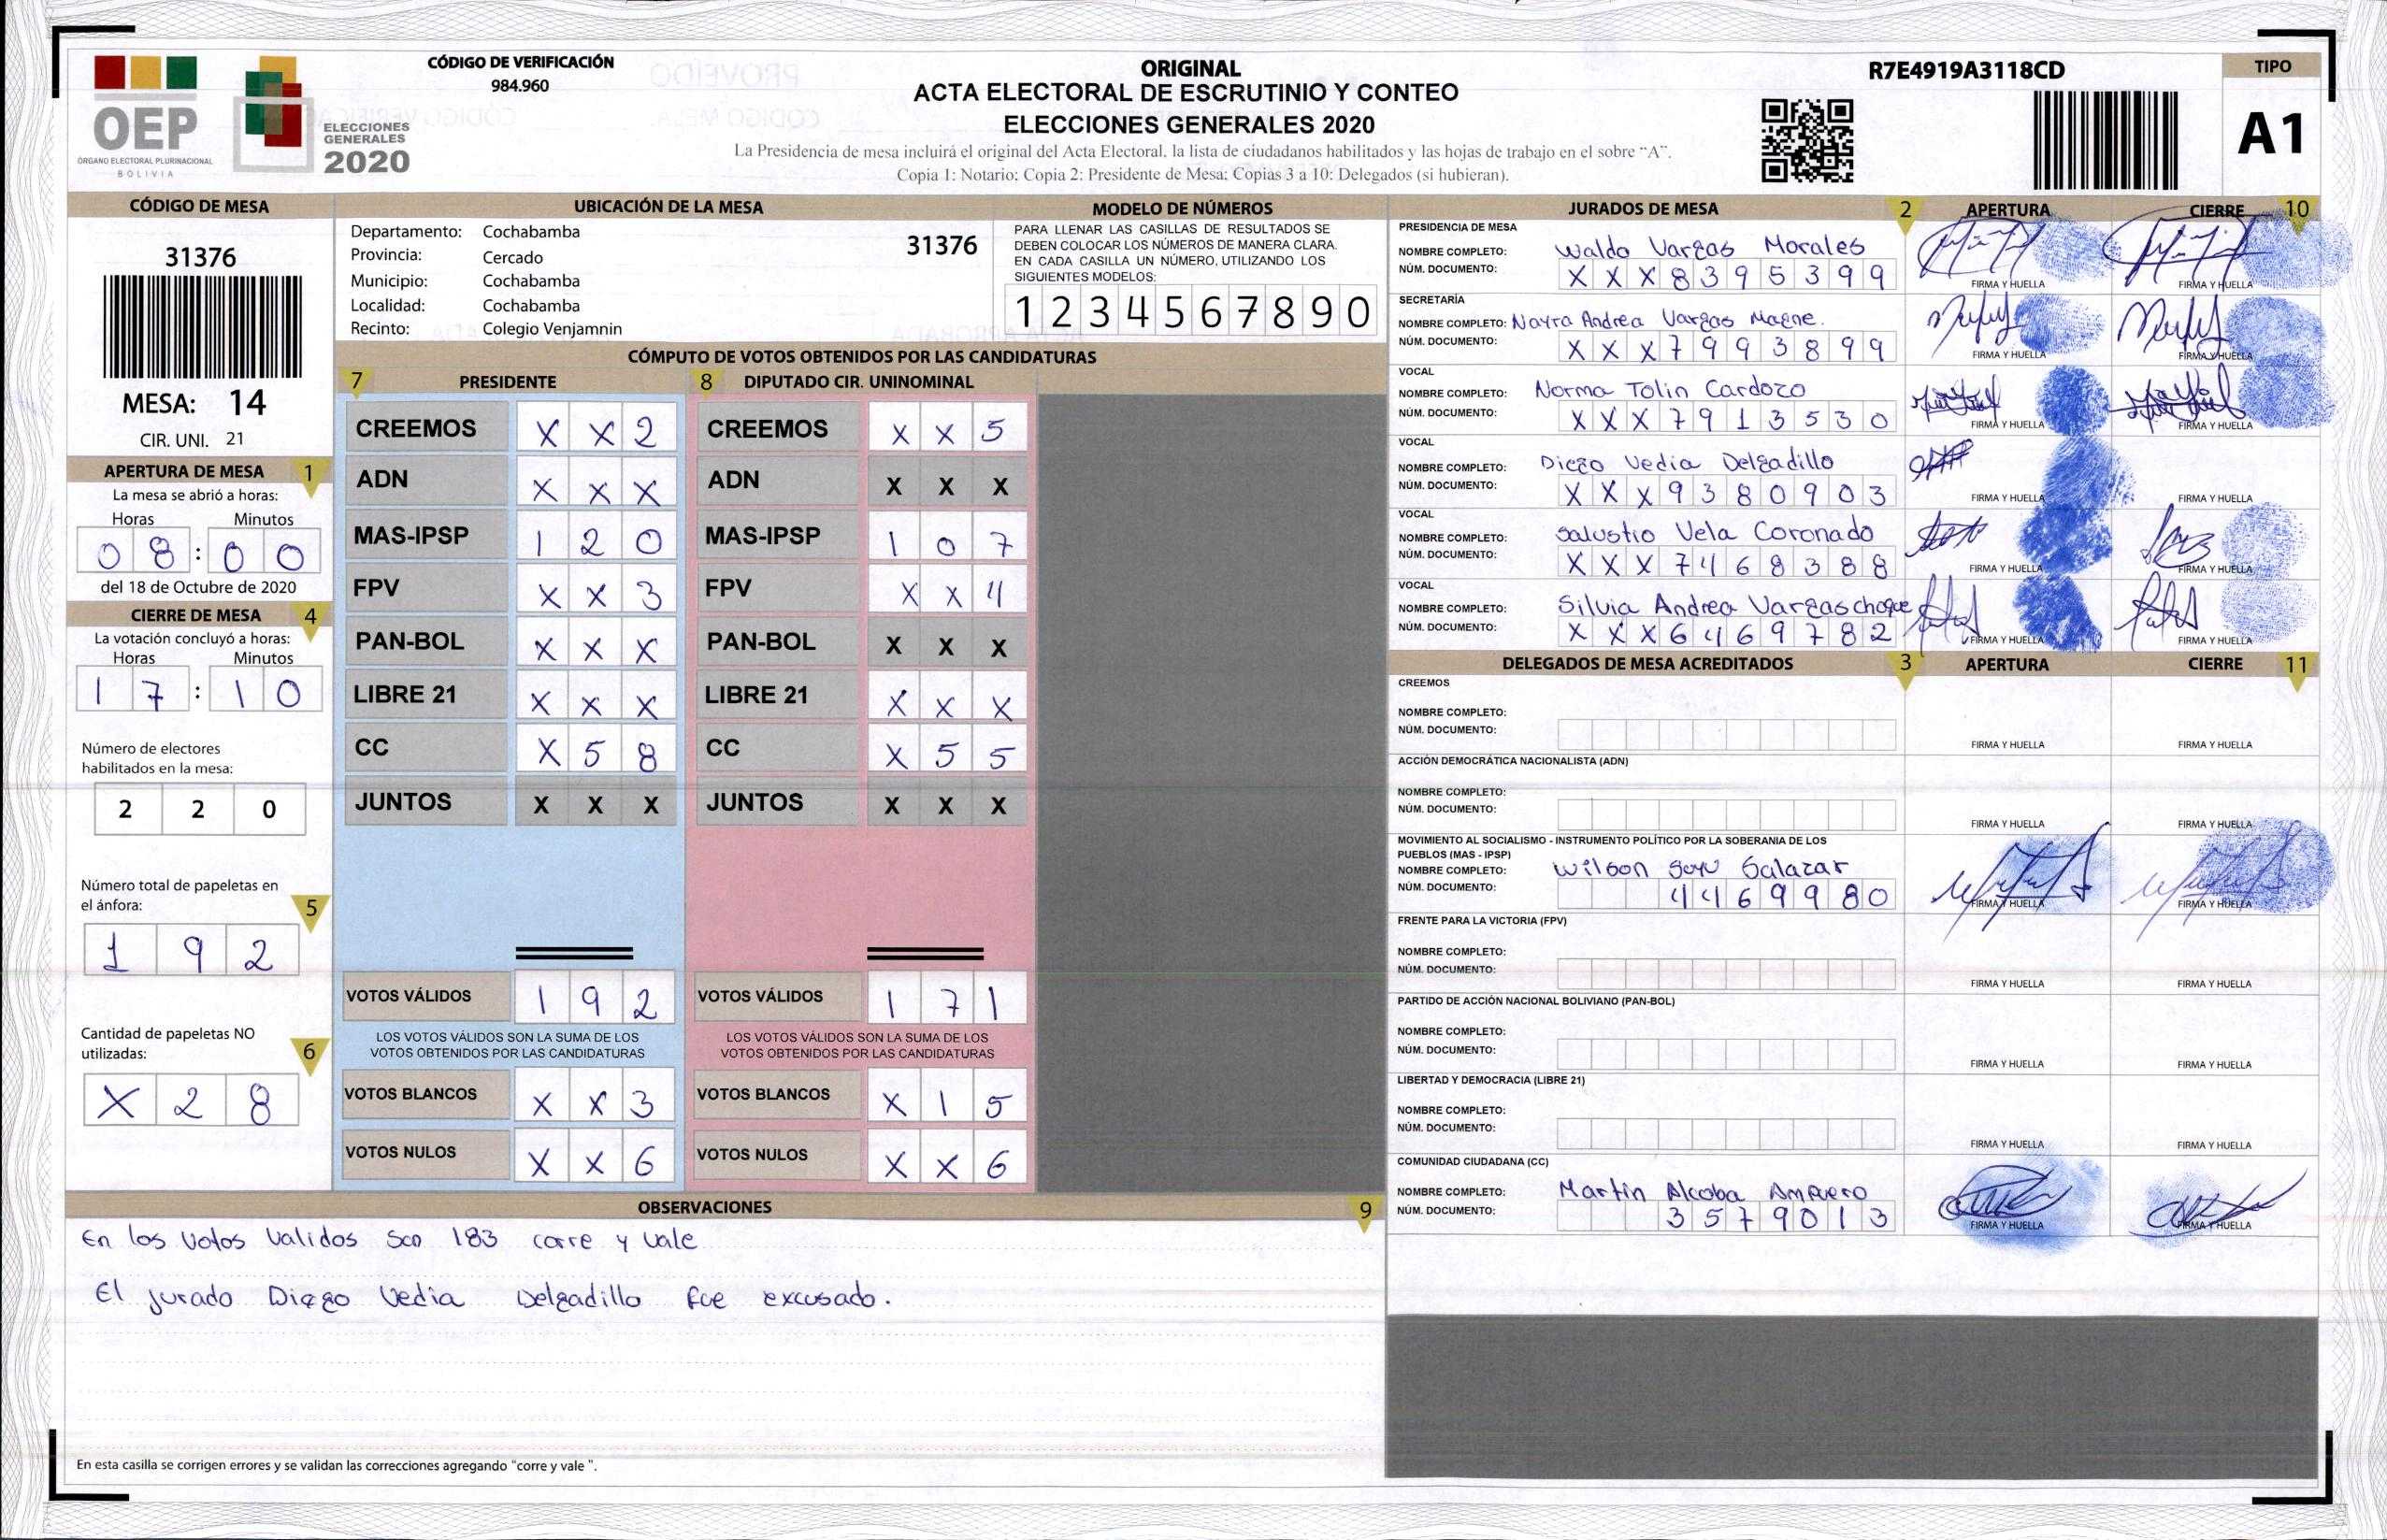 CÓDIGO DE VERIFICACIÓN
984.960
OEP
ÓRGANO ELECTORAL PLURINACIONAL
BOLIVIA
ELECCIONES
GENERALES
2020
ORIGINAL
ACTA ELECTORAL DE ESCRUTINIO Y CONTEO
ELECCIONES GENERALES 2020
La Presidencia de mesa incluirá el original del Acta Electoral, la lista de ciudadanos habilitados y las hojas de trabajo en el sobre “A”.
Copia 1: Notario; Copia 2: Presidente de Mesa; Copias 3 a 10: Delegados (si hubieran).
R7E4919A3118CD
TIPO
A1
CÓDIGO DE MESA
31376
MESA: 14
CIR. UNI. 21
APERTURA DE MESA 1
La mesa se abrió a horas:
Horas Minutos
08:00
del 18 de Octubre de 2020
CIERRE DE MESA 4
La votación concluyó a horas:
Horas Minutos
17:10
Número de electores
habilitados en la mesa:
2 2 0
Número total de papeletas en
el ánfora:
5
1 9 2
Cantidad de papeletas NO
utilizadas:
6
X 2 8
UBICACIÓN DE LA MESA
Departamento: Cochabamba
31376
Provincia: Cercado
Municipio: Cochabamba
Localidad: Cochabamba
Recinto: Colegio Venjamnin
MODELO DE NÚMEROS
PARA LLENAR LAS CASILLAS DE RESULTADOS SE
DEBEN COLOCAR LOS NÚMEROS DE MANERA CLARA.
EN CADA CASILLA UN NÚMERO, UTILIZANDO LOS
SIGUIENTES MODELOS:
1 2 3 4 5 6 7 8 9 0
CÓMPUTO DE VOTOS OBTENIDOS POR LAS CANDIDATURAS
7 PRESIDENTE 8 DIPUTADO CIR. UNINOMINAL
CREEMOS X X 2 CREEMOS X X 5
ADN X X X ADN X X X
MAS-IPSP 1 2 0 MAS-IPSP 1 0 7
FPV X X 3 FPV X X 4
PAN-BOL X X X PAN-BOL X X X
LIBRE 21 X X X LIBRE 21 X X X
CC X 5 8 CC X 5 5
JUNTOS X X X JUNTOS X X X
VOTOS VÁLIDOS 1 9 2 VOTOS VÁLIDOS 1 7 1
LOS VOTOS VÁLIDOS SON LA SUMA DE LOS LOS VOTOS VÁLIDOS SON LA SUMA DE LOS
VOTOS OBTENIDOS POR LAS CANDIDATURAS VOTOS OBTENIDOS POR LAS CANDIDATURAS
VOTOS BLANCOS X X 3 VOTOS BLANCOS X 1 5
VOTOS NULOS X X 6 VOTOS NULOS X X 6
OBSERVACIONES 9
En los Votos Validos Son 183 corre y vale
El jurado Diego Vedia Delgadillo fue excusado.
En esta casilla se corrigen errores y se validan las correcciones agregando "corre y vale ".
JURADOS DE MESA 2 APERTURA CIERRE 10
PRESIDENCIA DE MESA
NOMBRE COMPLETO: Waldo Vargas Morales
NÚM. DOCUMENTO: X X X 8 3 9 5 3 9 9
FIRMA Y HUELLA FIRMA Y HUELLA
SECRETARÍA
NOMBRE COMPLETO: Nayra Andrea Vargas Magne.
NÚM. DOCUMENTO: X X X 7 9 9 3 8 9 9
FIRMA Y HUELLA FIRMA Y HUELLA
VOCAL
NOMBRE COMPLETO: Norma Tolin Cardozo
NÚM. DOCUMENTO: X X X 7 9 1 3 5 3 0
FIRMA Y HUELLA FIRMA Y HUELLA
VOCAL
NOMBRE COMPLETO: Diego Vedia Delgadillo
NÚM. DOCUMENTO: X X X 9 3 8 0 9 0 3
FIRMA Y HUELLA FIRMA Y HUELLA
VOCAL
NOMBRE COMPLETO: Salustio Vela Coronado
NÚM. DOCUMENTO: X X X 7 4 6 8 3 8 8
FIRMA Y HUELLA FIRMA Y HUELLA
VOCAL
NOMBRE COMPLETO: Silvia Andrea Vargas choque
NÚM. DOCUMENTO: X X X 6 4 6 9 7 8 2
FIRMA Y HUELLA FIRMA Y HUELLA
DELEGADOS DE MESA ACREDITADOS 3 APERTURA CIERRE 11
CREEMOS
NOMBRE COMPLETO:
NÚM. DOCUMENTO:
FIRMA Y HUELLA FIRMA Y HUELLA
ACCIÓN DEMOCRÁTICA NACIONALISTA (ADN)
NOMBRE COMPLETO:
NÚM. DOCUMENTO:
FIRMA Y HUELLA FIRMA Y HUELLA
MOVIMIENTO AL SOCIALISMO - INSTRUMENTO POLÍTICO POR LA SOBERANIA DE LOS
PUEBLOS (MAS - IPSP)
NOMBRE COMPLETO: Wilson Salazar
NÚM. DOCUMENTO: 4 4 6 9 9 8 0
FIRMA Y HUELLA FIRMA Y HUELLA
FRENTE PARA LA VICTORIA (FPV)
NOMBRE COMPLETO:
NÚM. DOCUMENTO:
FIRMA Y HUELLA FIRMA Y HUELLA
PARTIDO DE ACCIÓN NACIONAL BOLIVIANO (PAN-BOL)
NOMBRE COMPLETO:
NÚM. DOCUMENTO:
FIRMA Y HUELLA FIRMA Y HUELLA
LIBERTAD Y DEMOCRACIA (LIBRE 21)
NOMBRE COMPLETO:
NÚM. DOCUMENTO:
FIRMA Y HUELLA FIRMA Y HUELLA
COMUNIDAD CIUDADANA (CC)
NOMBRE COMPLETO: Martin Alcoba Ampuero
NÚM. DOCUMENTO: 3 5 7 9 0 1 3
FIRMA Y HUELLA FIRMA Y HUELLA